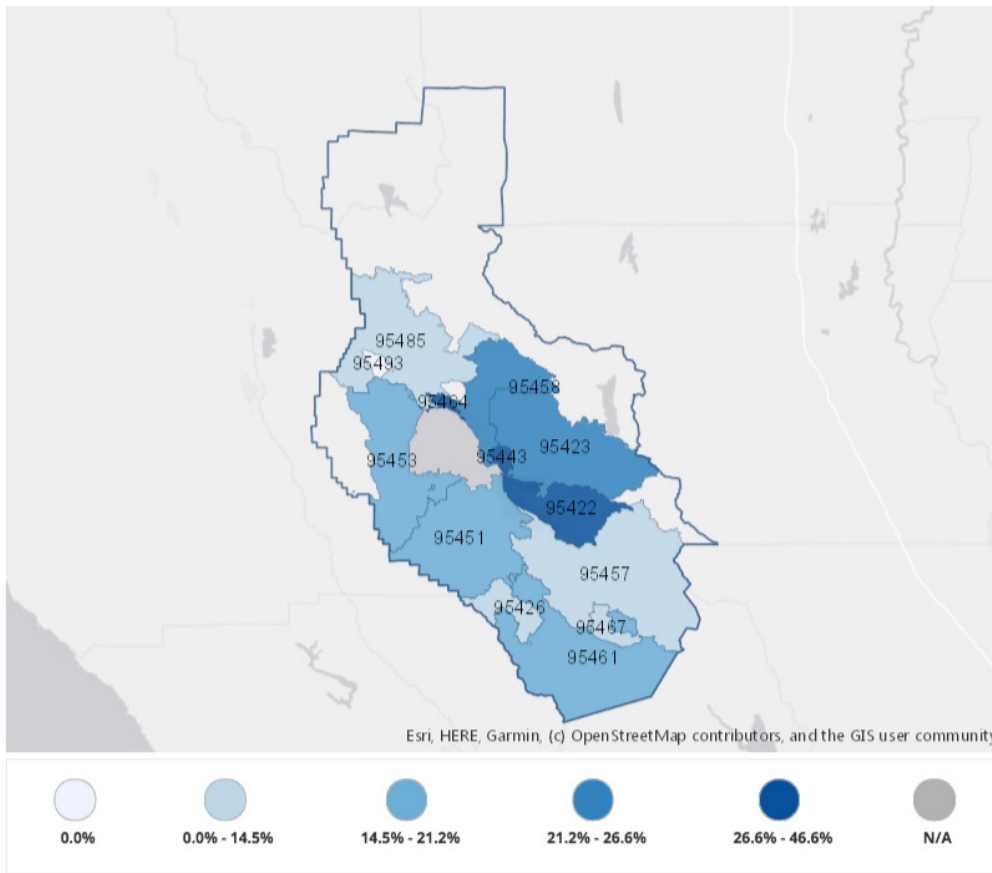 95485
95493
95458
95464
95423
95443
95453
95422
95451
95457
95426
95467
95461
Esri, HERE, Garmin, (c) OpenStreetMap contributors, and the GIS user community
0.0%
0.0% - 14.5%
14.5% - 21.2%
21.2% - 26.6%
26.6% - 46.6%
N/A